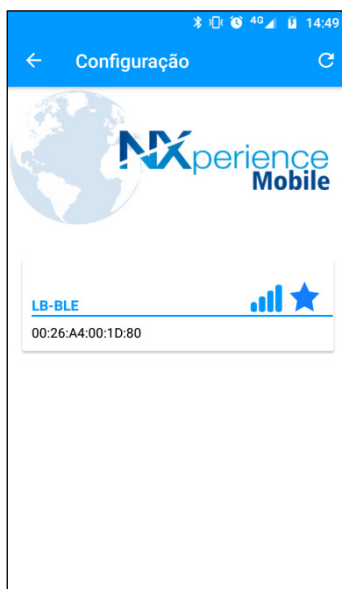 4G 14:49
Configuração
NXperience
Mobile
LB-BLE
00:26:A4:00:1D:80